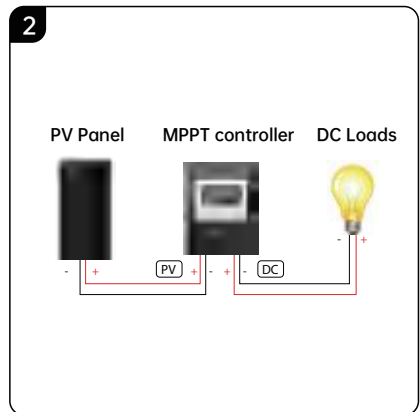 2
PV Panel MPPT controller DC Loads
- + PV + - + - DC - +